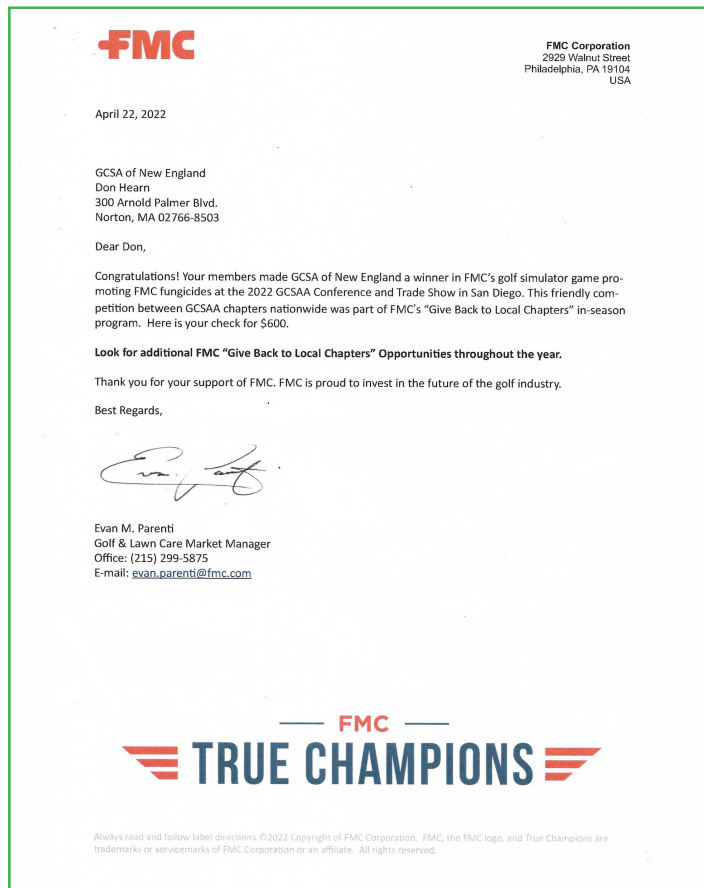 FMC
FMC Corporation
2929 Walnut Street
Philadelphia, PA 19104
USA
April 22, 2022
GCSA of New England
Don Hearn
300 Arnold Palmer Blvd.
Norton, MA 02766-8503
Dear Don,
Congratulations! Your members made GCSA of New England a winner in FMC's golf simulator game pro-
moting FMC fungicides at the 2022 GCSAA Conference and Trade Show in San Diego. This friendly com-
petition between GCSAA chapters nationwide was part of FMC's “Give Back to Local Chapters” in-season
program.  Here is your check for $600.
Look for additional FMC “Give Back to Local Chapters” Opportunities throughout the year.
Thank you for your support of FMC. FMC is proud to invest in the future of the golf industry.
Best Regards,
Evan M. Parenti
Golf & Lawn Care Market Manager
Office: (215) 299-5875
E-mail: evan.parenti@fmc.com
FMC
TRUE CHAMPIONS
Always read and follow label directions.©2022 Copyright of FMC Corporation.  FMC, the FMC logo, and True Champions are
trademarks or servicemarks of FMC Corporation or an affiliate.  All rights reserved.